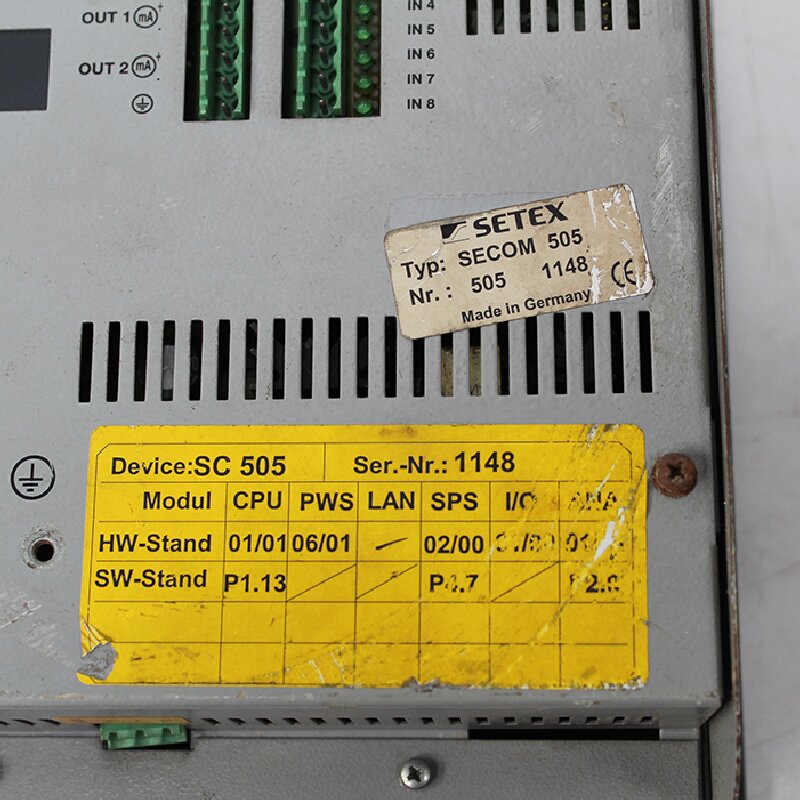 OUT 1 mA +
OUT 2 mA +
IN 4
IN 5
IN 6
IN 7
IN 8
SETEX
Typ: SECOM 505
Nr.: 505 1148 CE
Made in Germany
Device:SC 505 Ser.-Nr.:1148
Modul CPU PWS LAN SPS I/O ANA
HW-Stand 01/01 06/01 02/00
SW-Stand P1.13